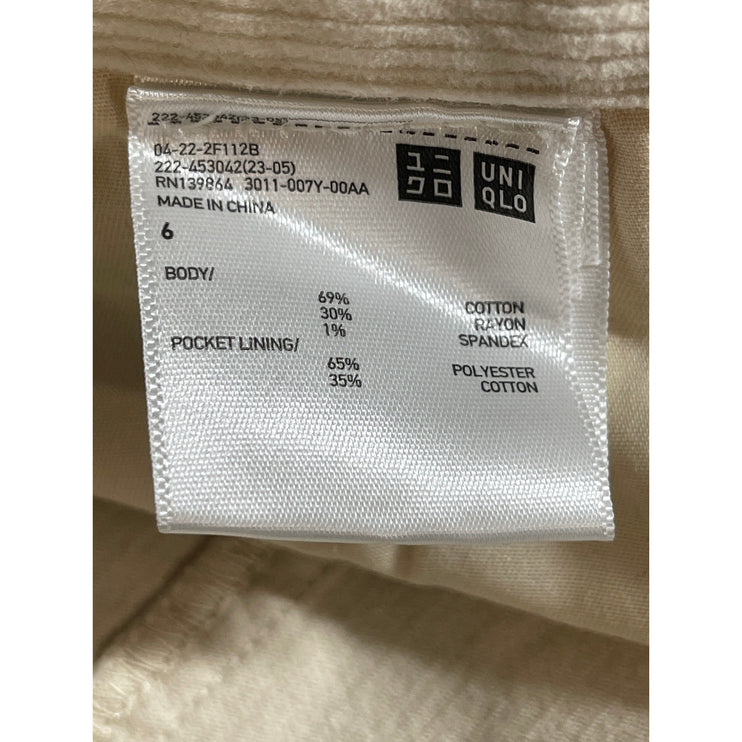 04-22-2F112B
222-453042(23-05)
RN139864 3011-007Y-00AA
MADE IN CHINA
ユニ
クロ
UNI
QLO
6
BODY/
69% COTTON
30% RAYON
1% SPANDEX
POCKET LINING/
65% POLYESTER
35% COTTON